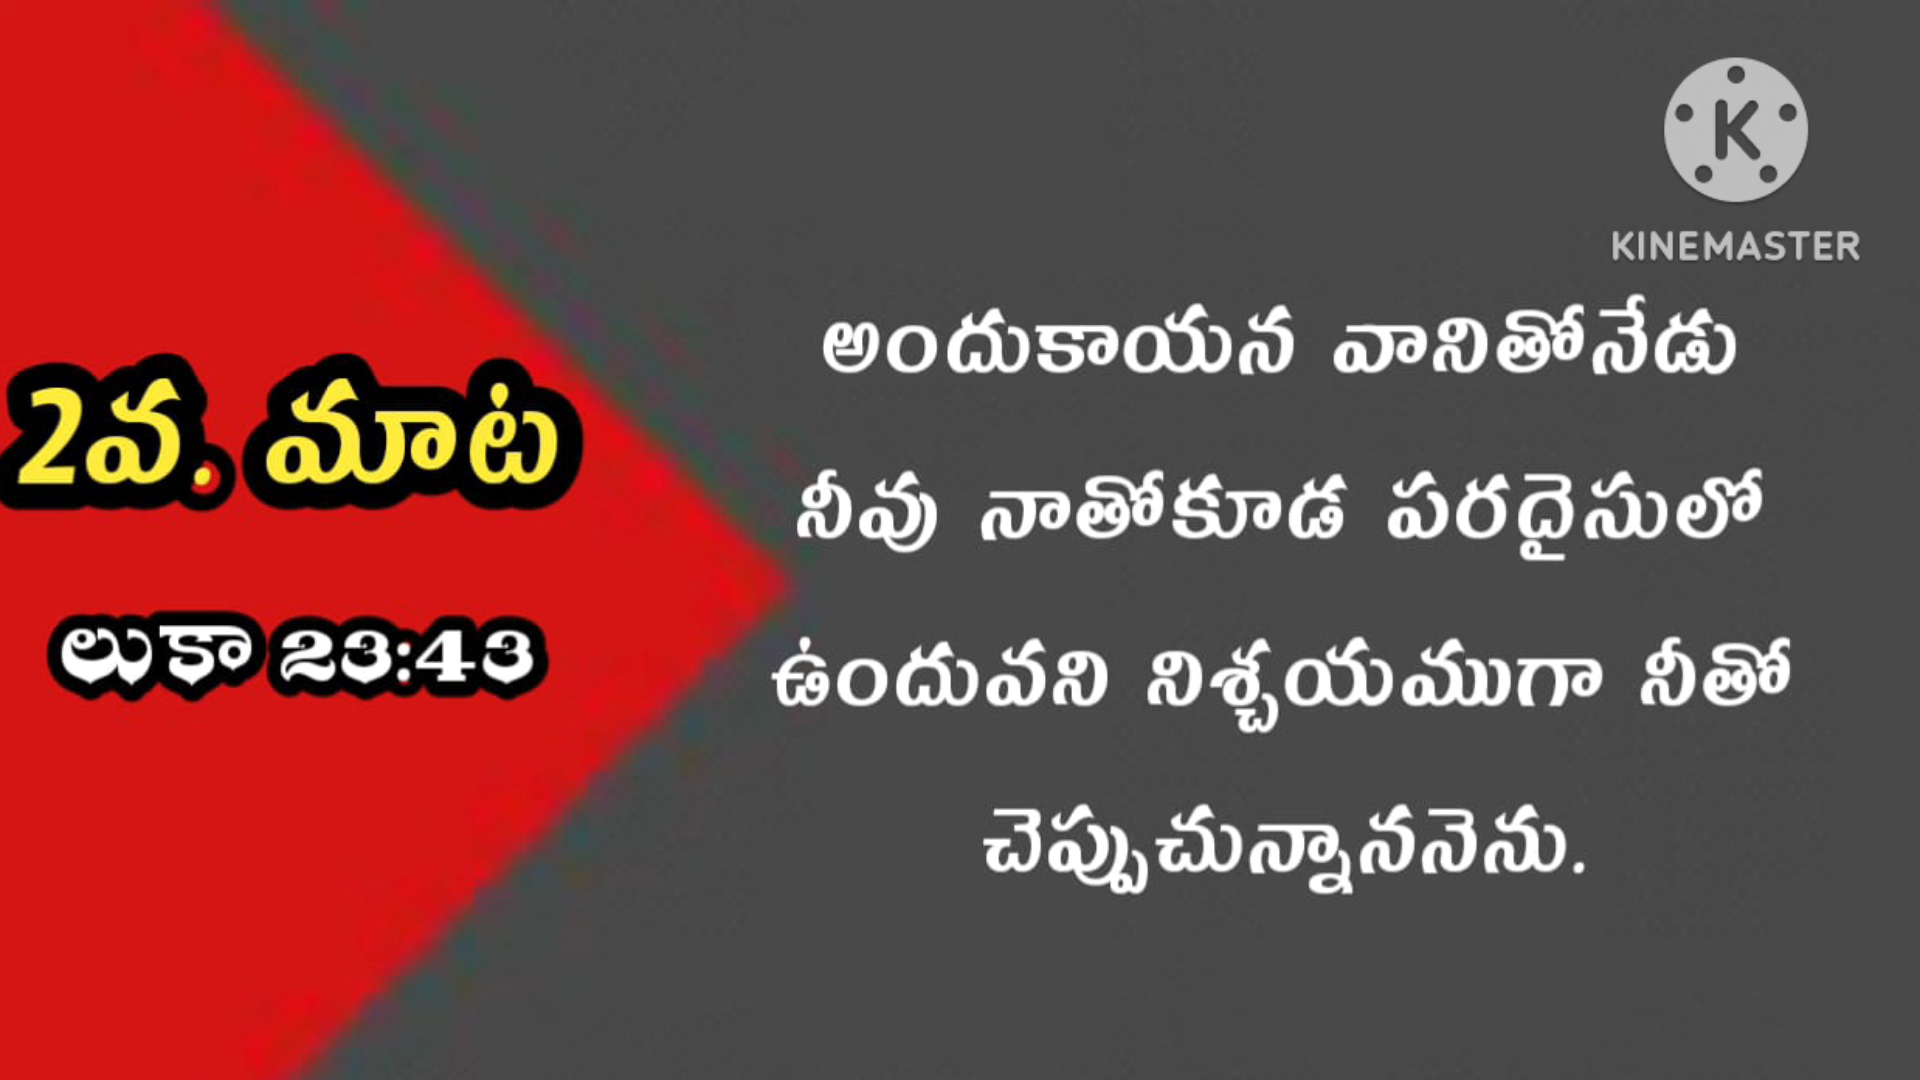 2వ. మాట
లుకా 23:43
KINEMASTER
అందుకాయన వానితోనేడు
నీవు నాతోకూడ పరదైసులో
ఉందువని నిశ్చయముగా నీతో
చెప్పుచున్నాననెను.